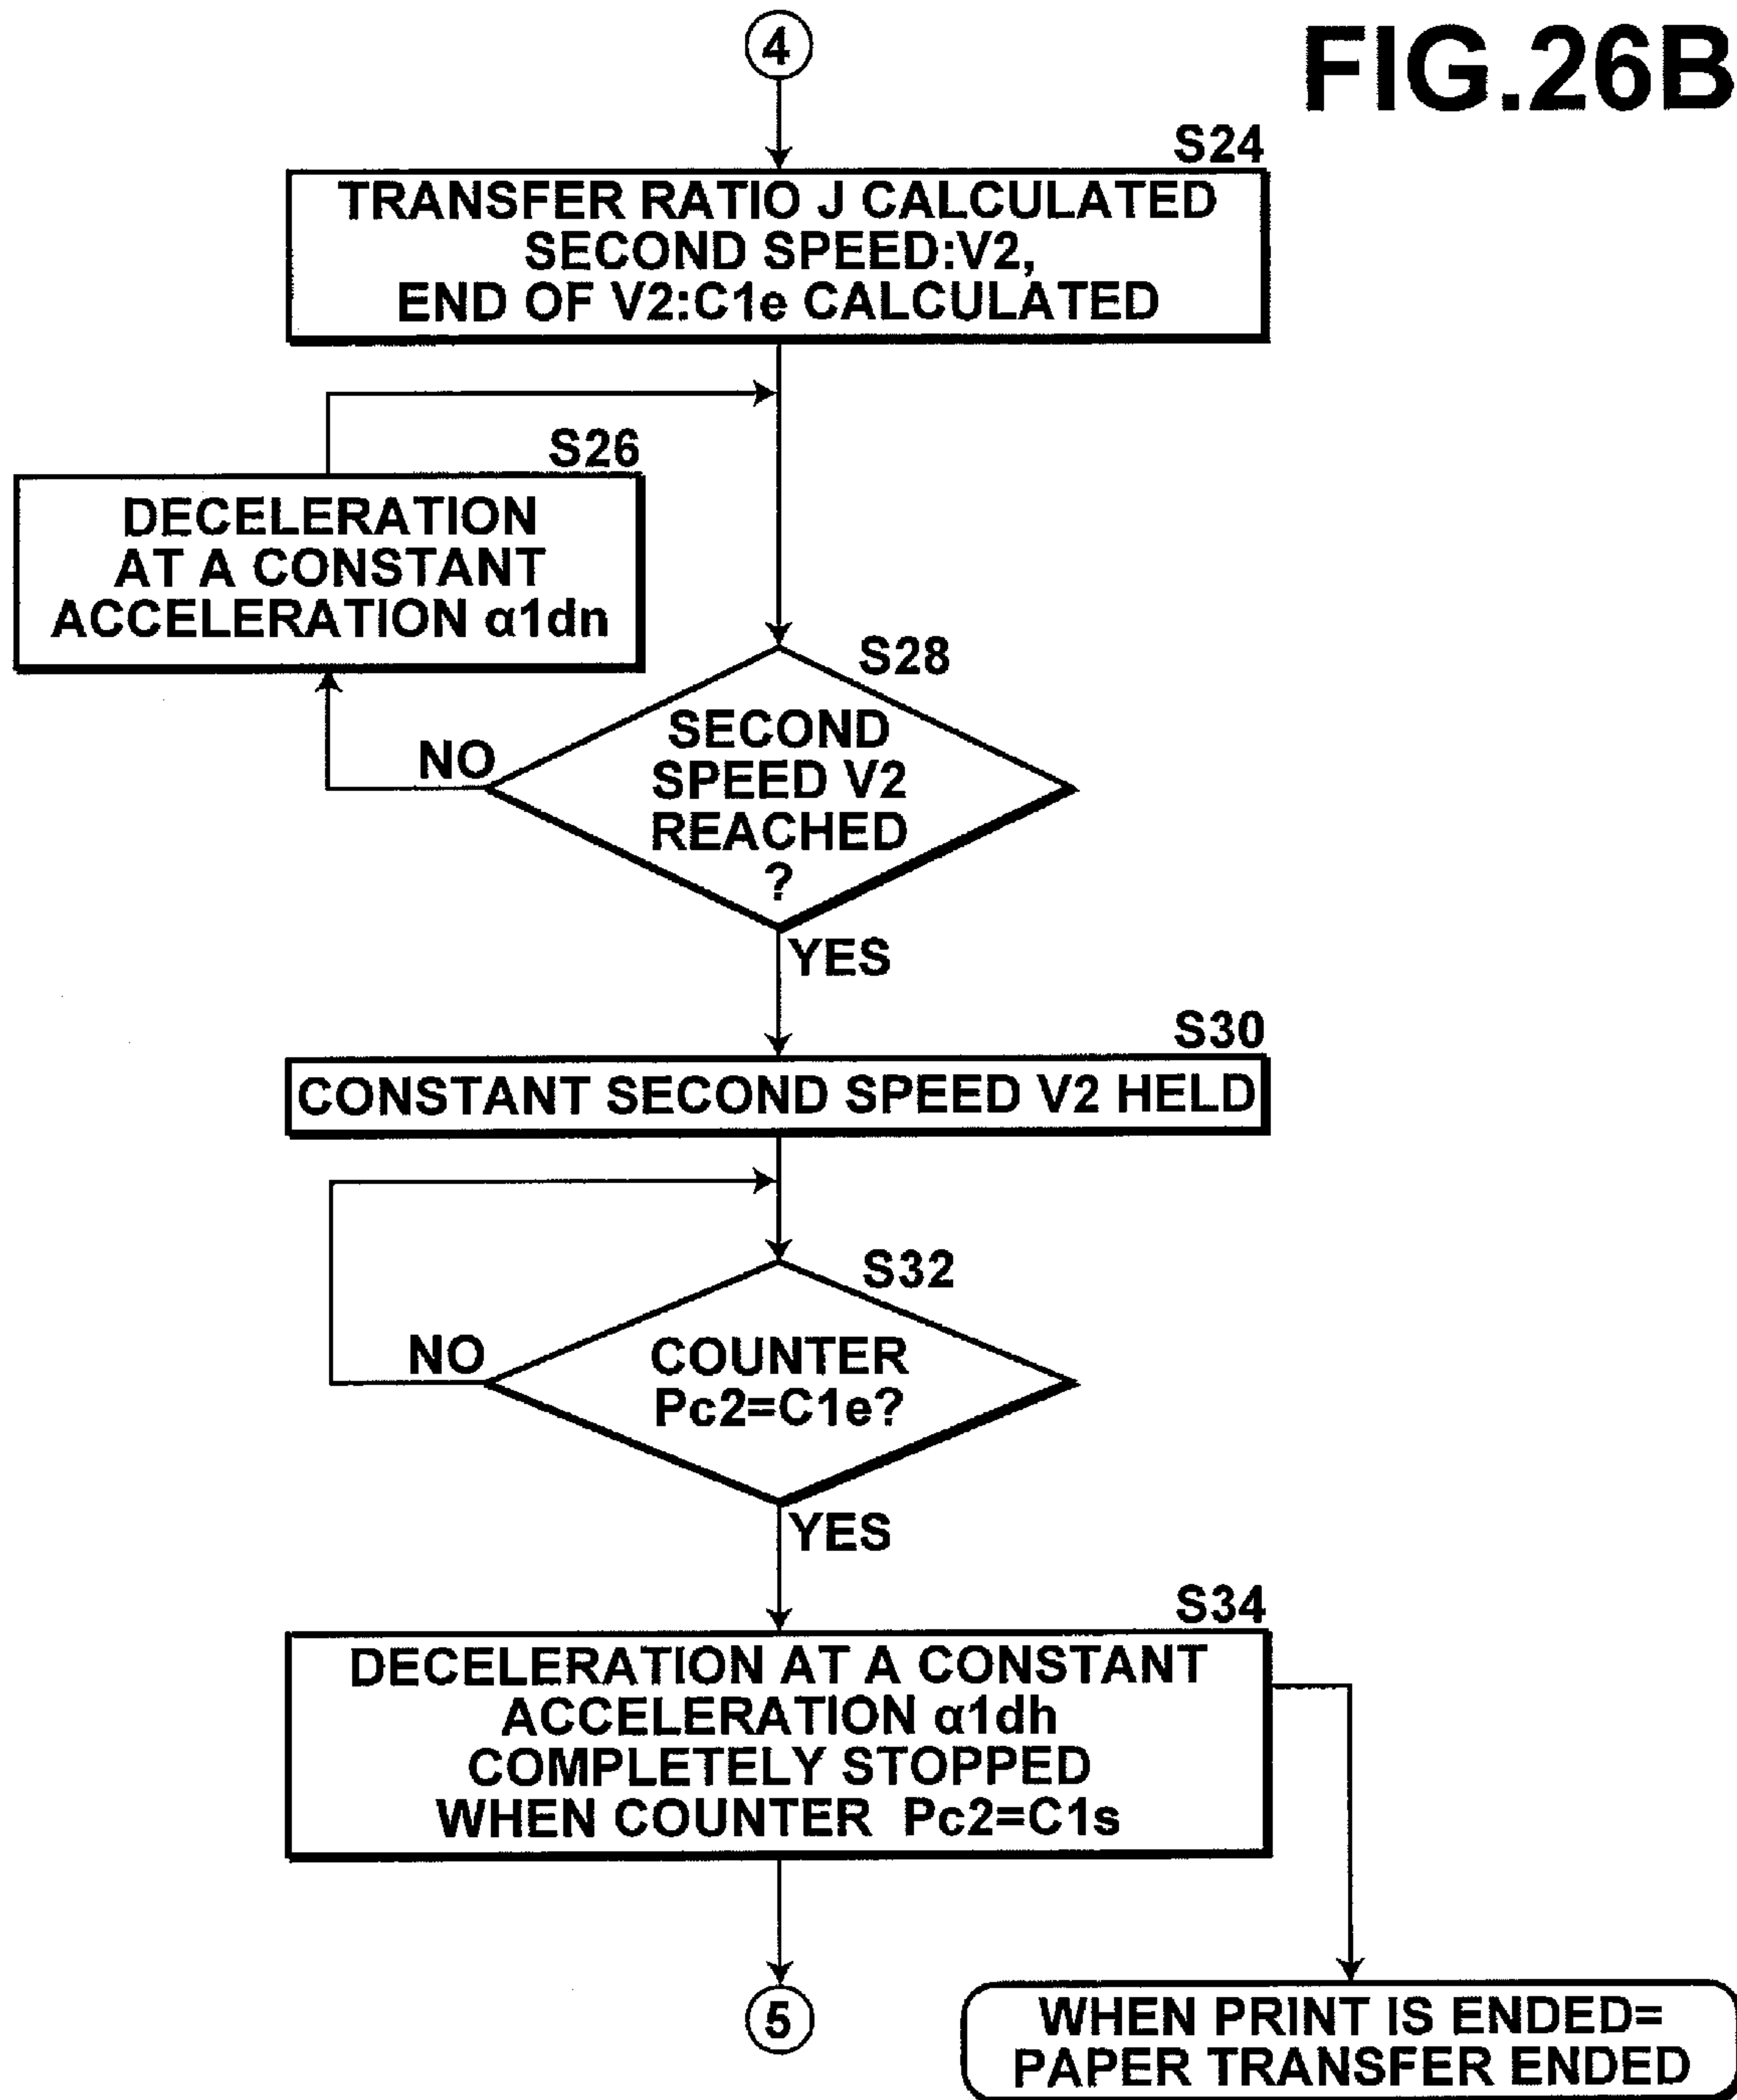 FIG.26B
4
S24
TRANSFER RATIO J CALCULATED
SECOND SPEED:V2,
END OF V2:C1e CALCULATED
S26
DECELERATION
AT A CONSTANT
ACCELERATION α1dn
S28
SECOND
SPEED V2
REACHED
?
NO
YES
S30
CONSTANT SECOND SPEED V2 HELD
S32
COUNTER
Pc2=C1e?
NO
YES
S34
DECELERATION AT A CONSTANT
ACCELERATION α1dh
COMPLETELY STOPPED
WHEN COUNTER Pc2=C1s
5
WHEN PRINT IS ENDED=
PAPER TRANSFER ENDED